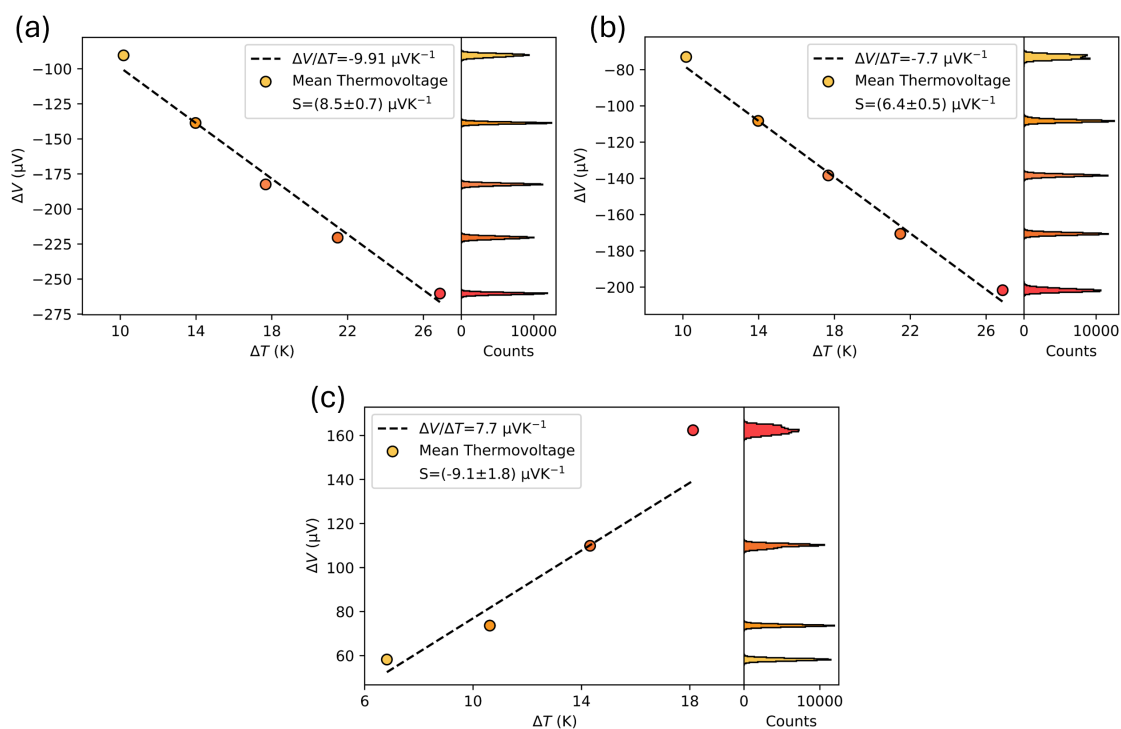 (a)
ΔV/ΔT=-9.91 μVK⁻¹
Mean Thermovoltage
S=(8.5±0.7) μVK⁻¹
ΔV (μV)
−100
−125
−150
−175
−200
−225
−250
−275
10 14 18 22 26 0 10000
ΔT (K) Counts
(b)
ΔV/ΔT=-7.7 μVK⁻¹
Mean Thermovoltage
S=(6.4±0.5) μVK⁻¹
ΔV (μV)
−80
−100
−120
−140
−160
−180
−200
10 14 18 22 26 0 10000
ΔT (K) Counts
(c)
ΔV/ΔT=7.7 μVK⁻¹
Mean Thermovoltage
S=(-9.1±1.8) μVK⁻¹
ΔV (μV)
160
140
120
100
80
60
6 10 14 18 0 10000
ΔT (K) Counts